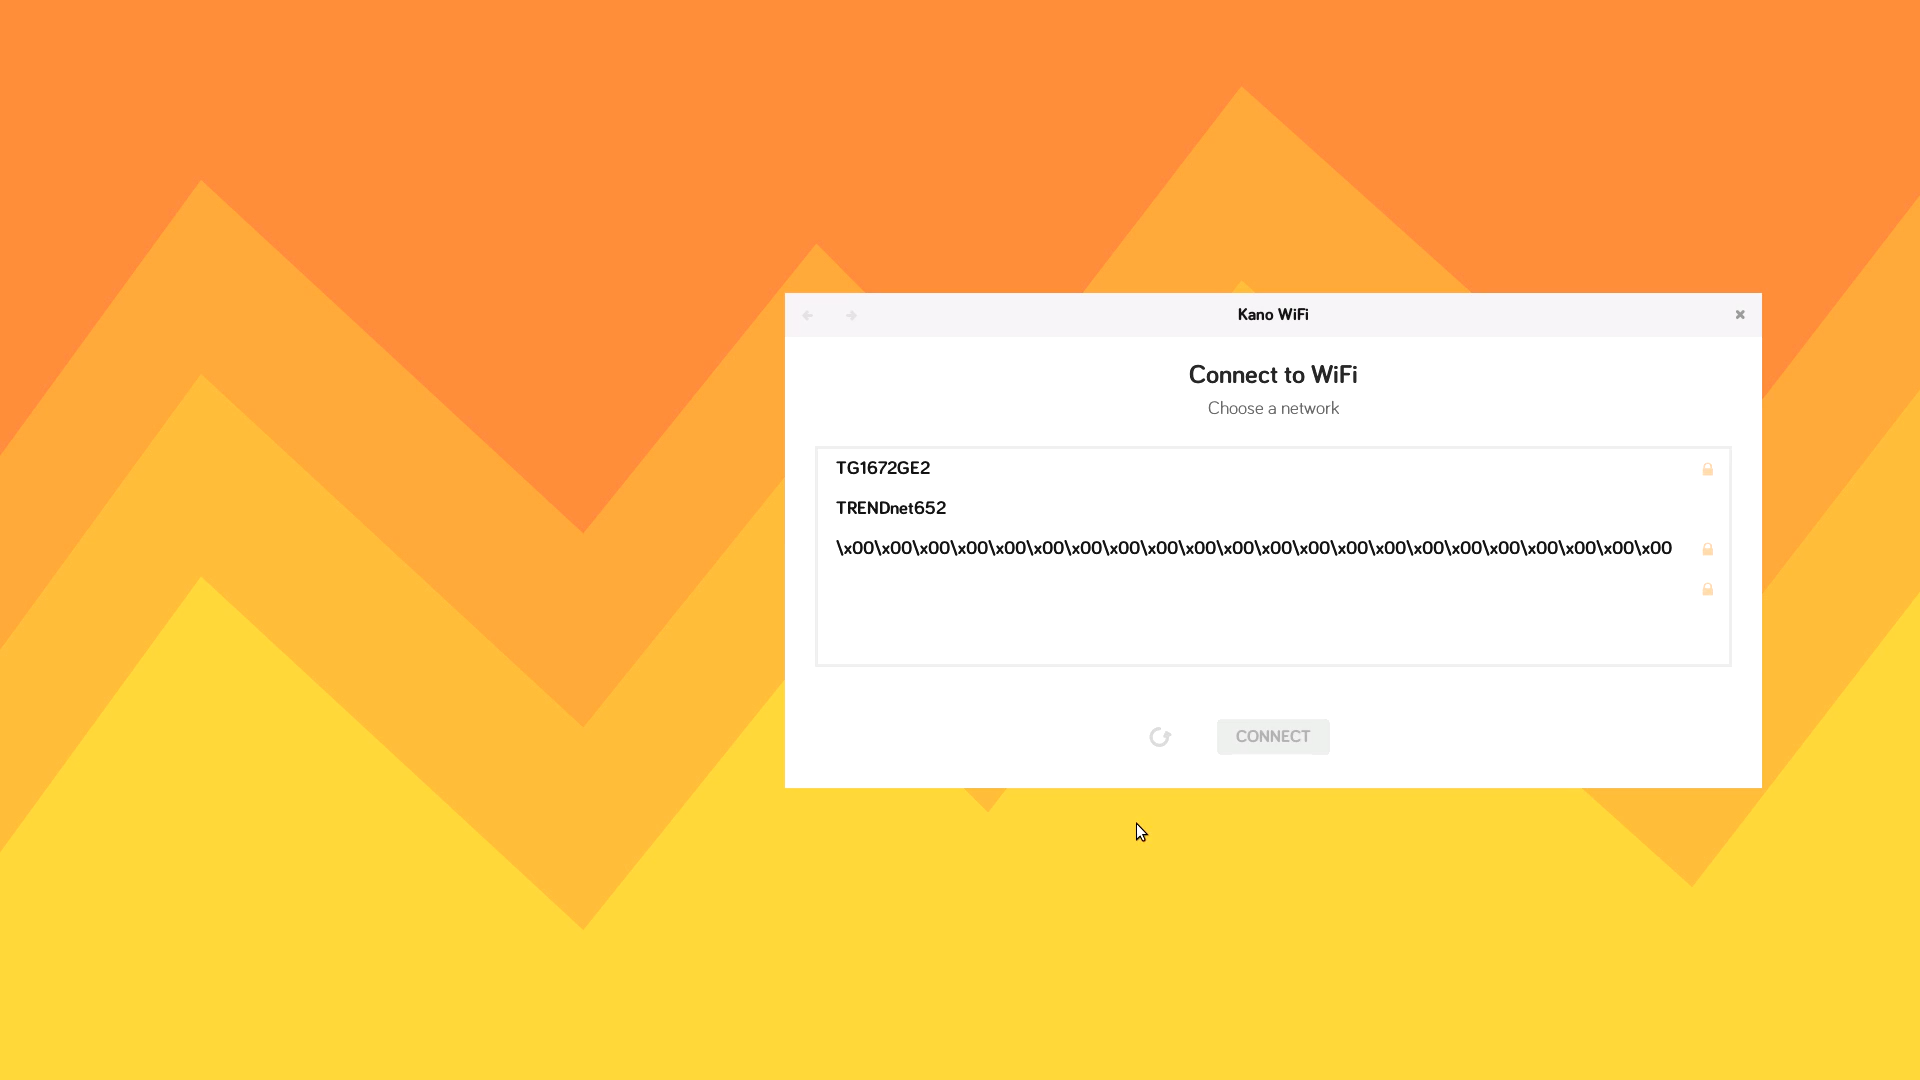 Kano WiFi
Connect to WiFi
Choose a network
TG1672GE2
TRENDnet652
\x00\x00\x00\x00\x00\x00\x00\x00\x00\x00\x00\x00\x00\x00\x00\x00\x00\x00\x00\x00\x00\x00
CONNECT